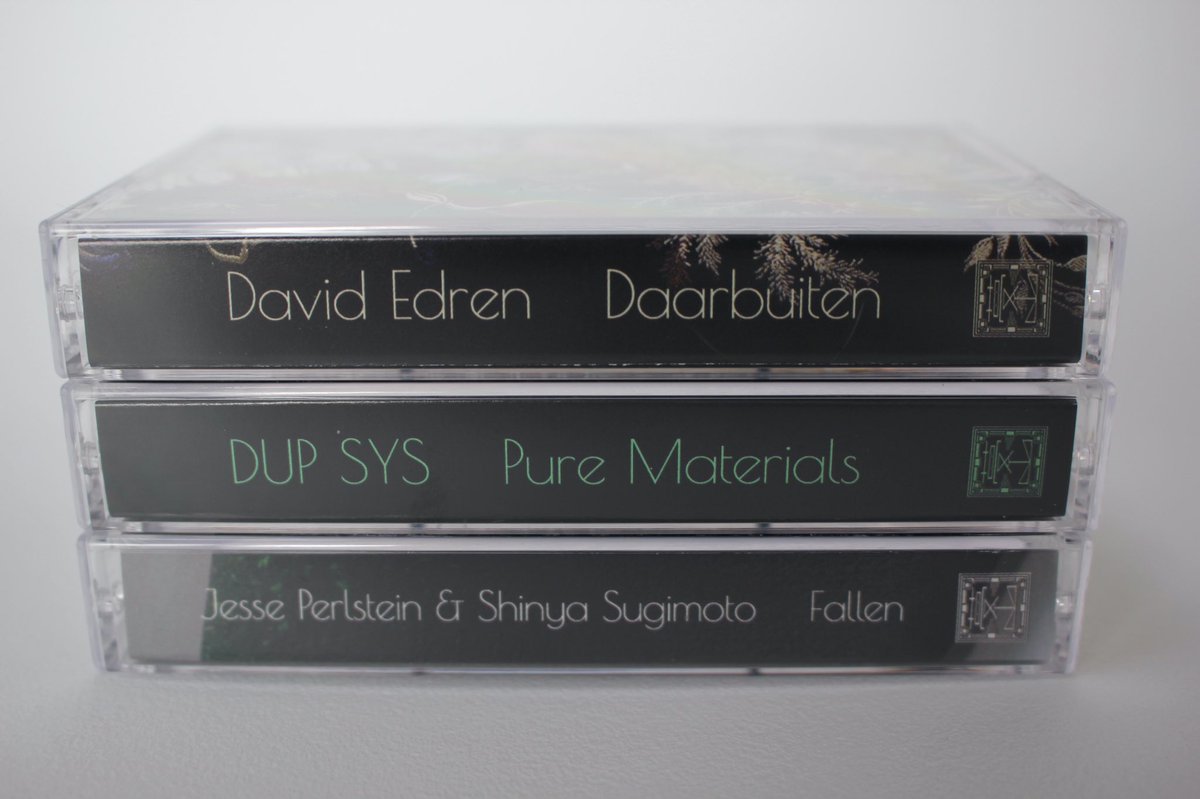 David Edren Daarbuiten
DUP SYS Pure Materials
Jesse Perlstein & Shinya Sugimoto Fallen